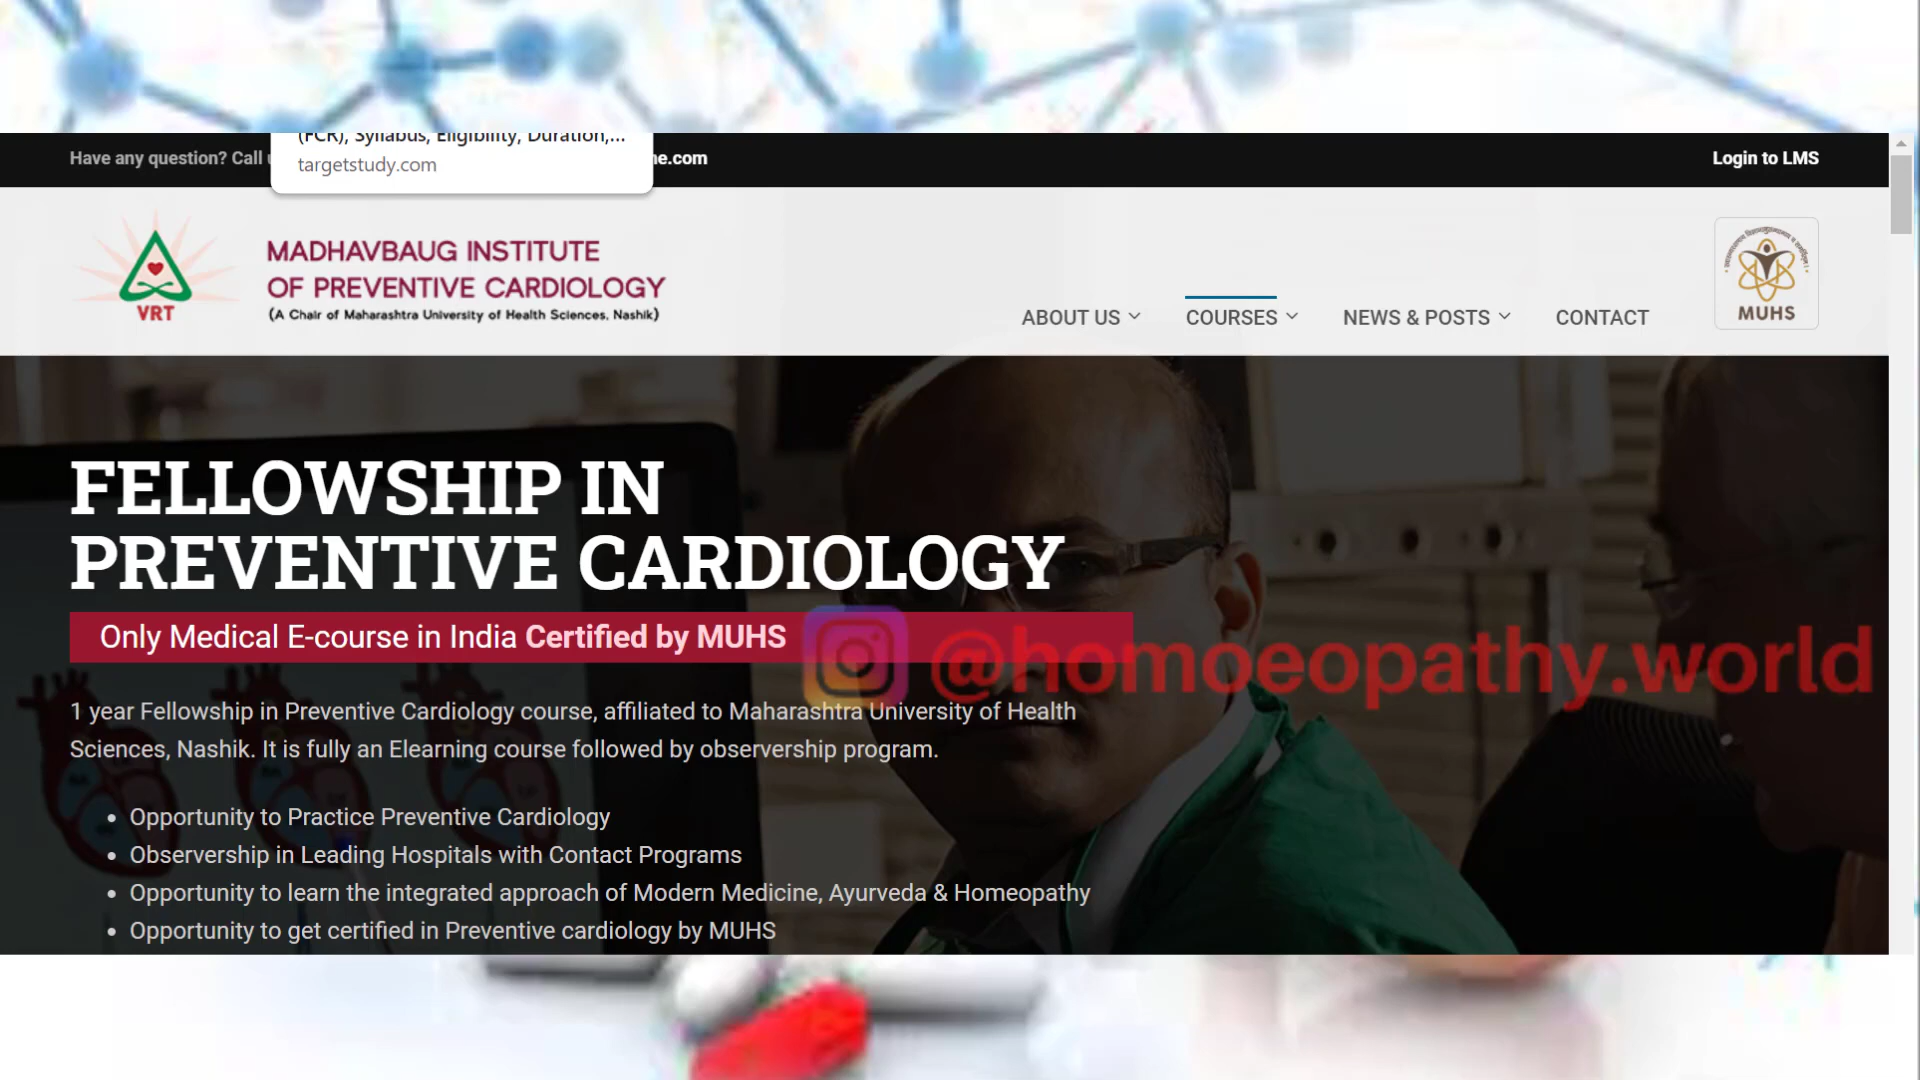 (FCR), Syllabus, Eligibility, Duration,...
targetstudy.com
Have any question? Call
ne.com
Login to LMS
VRT
MADHAVBAUG INSTITUTE
OF PREVENTIVE CARDIOLOGY
(A Chair of Maharashtra University of Health Sciences, Nashik)
ABOUT US
COURSES
NEWS & POSTS
CONTACT
MUHS
FELLOWSHIP IN
PREVENTIVE CARDIOLOGY
Only Medical E-course in India Certified by MUHS
@homoeopathy.world
1 year Fellowship in Preventive Cardiology course, affiliated to Maharashtra University of Health
Sciences, Nashik. It is fully an Elearning course followed by observership program.
• Opportunity to Practice Preventive Cardiology
• Observership in Leading Hospitals with Contact Programs
• Opportunity to learn the integrated approach of Modern Medicine, Ayurveda & Homeopathy
• Opportunity to get certified in Preventive cardiology by MUHS